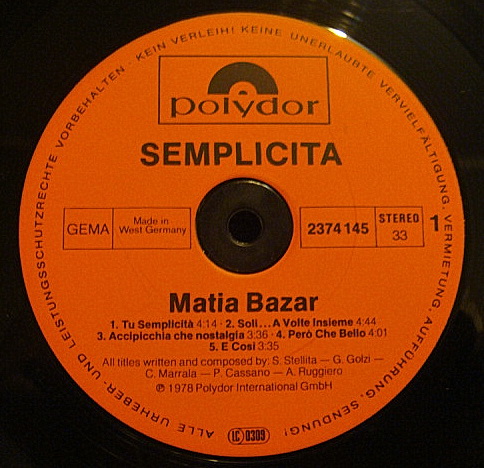 ALLE URHEBER- UND LEISTUNGSSCHUTZRECHTE VORBEHALTEN · KEIN VERLEIH! KEINE UNERLAUBTE VERVIELFÄLTIGUNG, VERMIETUNG, AUFFÜHRUNG, SENDUNG!
polydor
SEMPLICITA
GEMA
Made in
West Germany
2374145
STEREO
33
1
Matia Bazar
1. Tu Semplicità 4:14 · 2. Soli...A Volte Insieme 4:44
3. Accipicchia che nostalgia 3:36 · 4. Però Che Bello 4:01
5. E Cosi 3:35
All titles written and composed by: S. Stellita — G. Golzi —
C. Marrala — P. Cassano — A. Ruggiero
℗ 1978 Polydor International GmbH
LC 0309